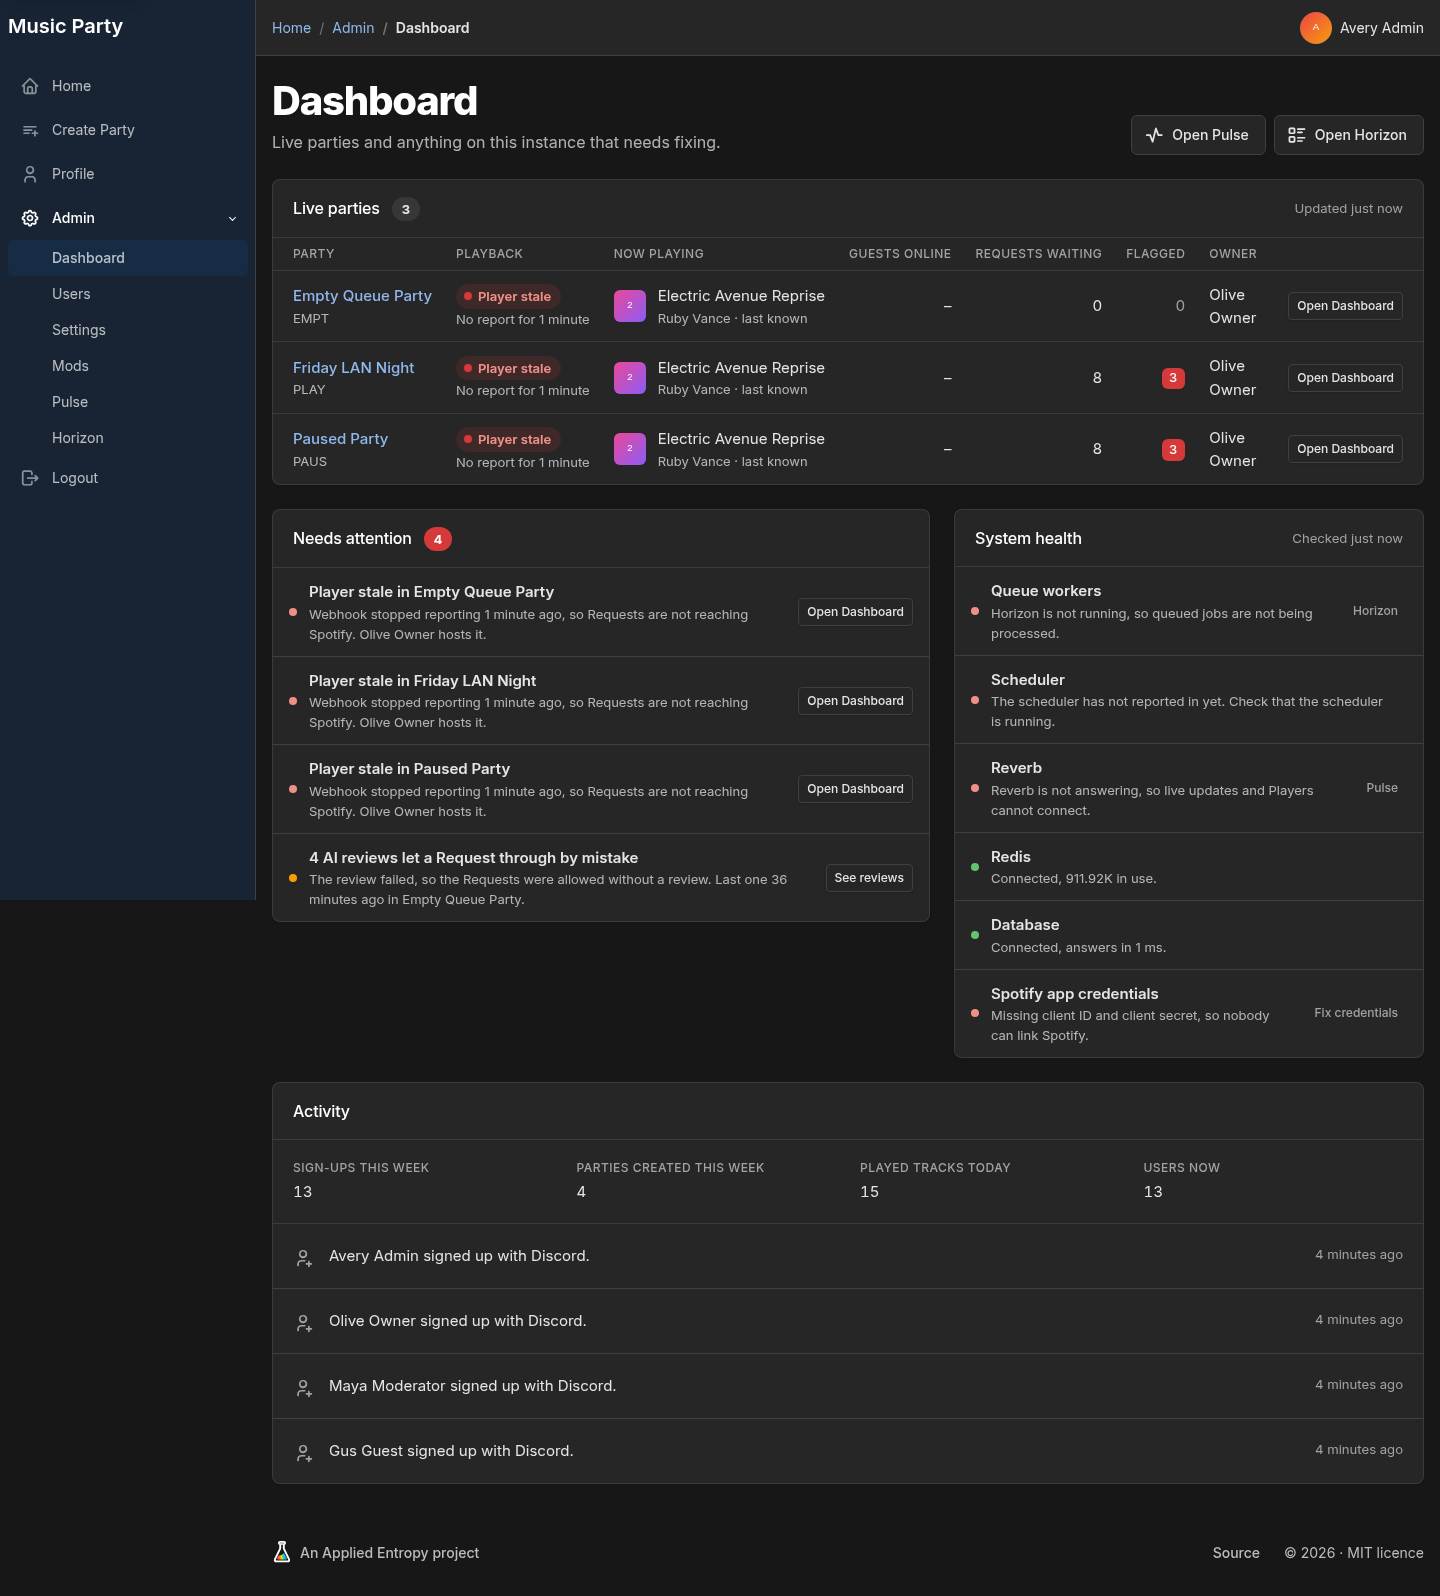 Music Party
Home
Create Party
Profile
Admin
Dashboard
Users
Settings
Mods
Pulse
Horizon
Logout
Home / Admin / Dashboard
A Avery Admin
Dashboard
Live parties and anything on this instance that needs fixing.
Open Pulse
Open Horizon
Live parties 3
Updated just now
PARTY PLAYBACK NOW PLAYING GUESTS ONLINE REQUESTS WAITING FLAGGED OWNER
Empty Queue Party
EMPT
Player stale
No report for 1 minute
2
Electric Avenue Reprise
Ruby Vance · last known
–
0
0
Olive
Owner
Open Dashboard
Friday LAN Night
PLAY
Player stale
No report for 1 minute
2
Electric Avenue Reprise
Ruby Vance · last known
–
8
3
Olive
Owner
Open Dashboard
Paused Party
PAUS
Player stale
No report for 1 minute
2
Electric Avenue Reprise
Ruby Vance · last known
–
8
3
Olive
Owner
Open Dashboard
Needs attention 4
Player stale in Empty Queue Party
Webhook stopped reporting 1 minute ago, so Requests are not reaching
Spotify. Olive Owner hosts it.
Open Dashboard
Player stale in Friday LAN Night
Webhook stopped reporting 1 minute ago, so Requests are not reaching
Spotify. Olive Owner hosts it.
Open Dashboard
Player stale in Paused Party
Webhook stopped reporting 1 minute ago, so Requests are not reaching
Spotify. Olive Owner hosts it.
Open Dashboard
4 AI reviews let a Request through by mistake
The review failed, so the Requests were allowed without a review. Last one 36
minutes ago in Empty Queue Party.
See reviews
System health
Checked just now
Queue workers
Horizon is not running, so queued jobs are not being
processed.
Horizon
Scheduler
The scheduler has not reported in yet. Check that the scheduler
is running.
Reverb
Reverb is not answering, so live updates and Players
cannot connect.
Pulse
Redis
Connected, 911.92K in use.
Database
Connected, answers in 1 ms.
Spotify app credentials
Missing client ID and client secret, so nobody
can link Spotify.
Fix credentials
Activity
SIGN-UPS THIS WEEK
13
PARTIES CREATED THIS WEEK
4
PLAYED TRACKS TODAY
15
USERS NOW
13
Avery Admin signed up with Discord.
4 minutes ago
Olive Owner signed up with Discord.
4 minutes ago
Maya Moderator signed up with Discord.
4 minutes ago
Gus Guest signed up with Discord.
4 minutes ago
An Applied Entropy project
Source
© 2026 · MIT licence